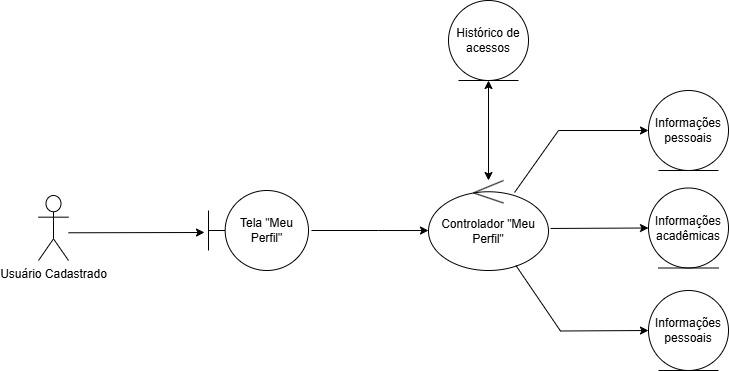 Histórico de
acessos
Informações
pessoais
Tela "Meu
Perfil"
Controlador "Meu
Perfil"
Informações
acadêmicas
Usuário Cadastrado
Informações
pessoais